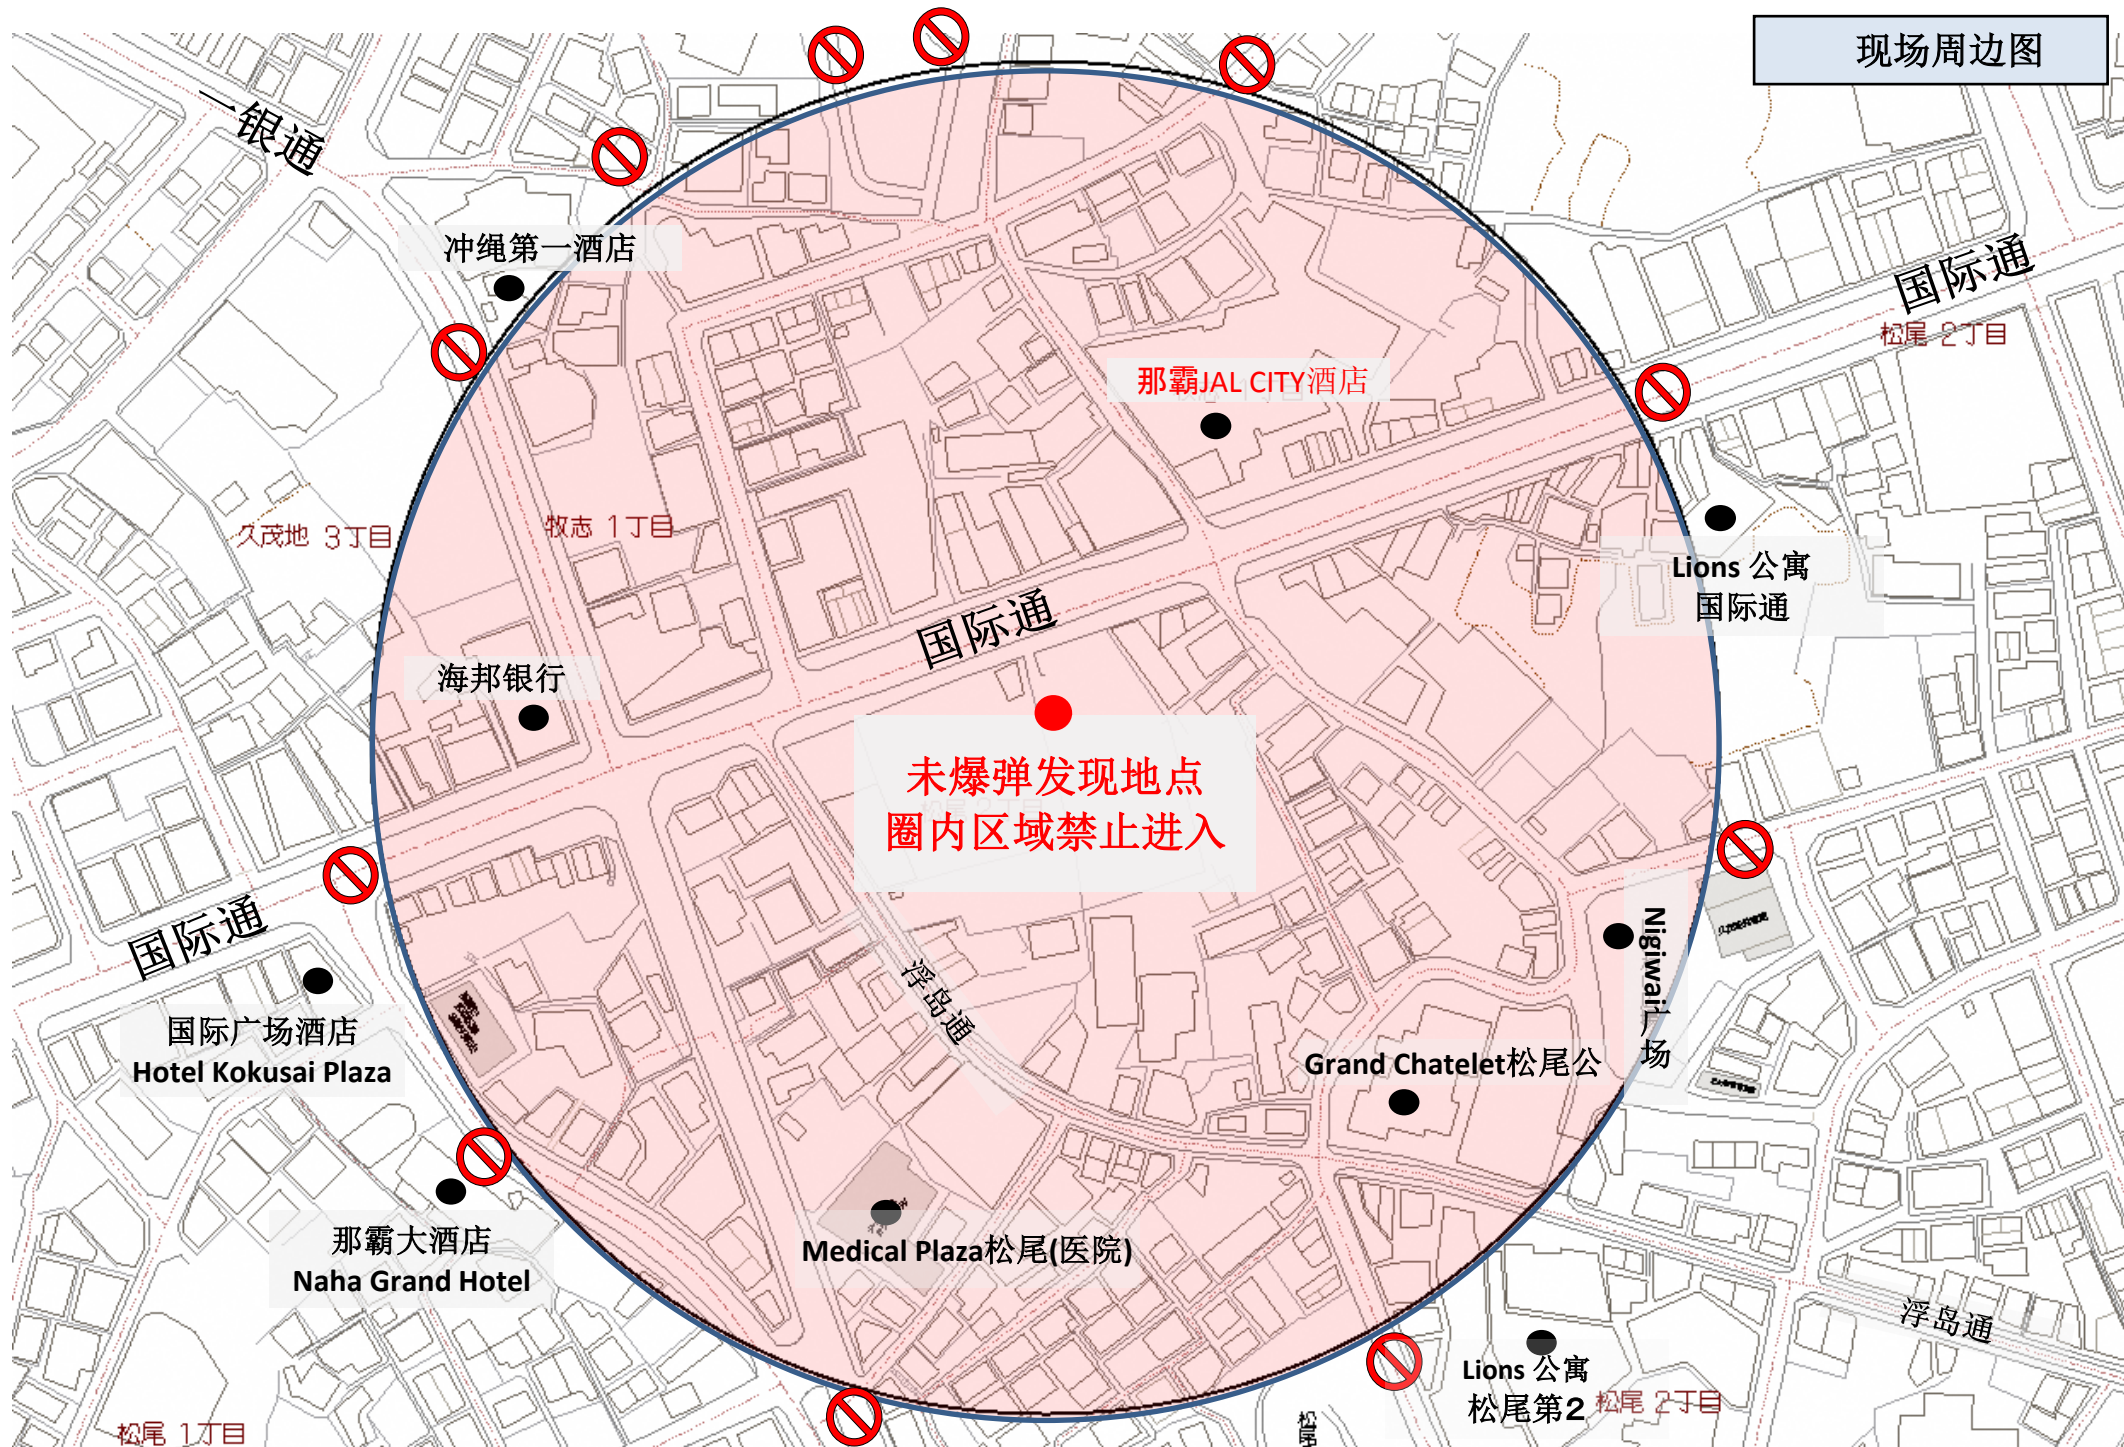 现场周边图
一银通
冲绳第一酒店
国际通
松尾 2丁目
那霸JAL CITY酒店
久茂地 3丁目
牧志 1丁目
Lions 公寓
国际通
国际通
海邦银行
未爆弹发现地点
圈内区域禁止进入
国际通
浮岛通
Nigiwai广场
国际广场酒店
Hotel Kokusai Plaza
Grand Chatelet松尾公
那霸大酒店
Naha Grand Hotel
Medical Plaza松尾(医院)
浮岛通
Lions 公寓
松尾第2
松尾 2丁目
松尾 1丁目
松尾